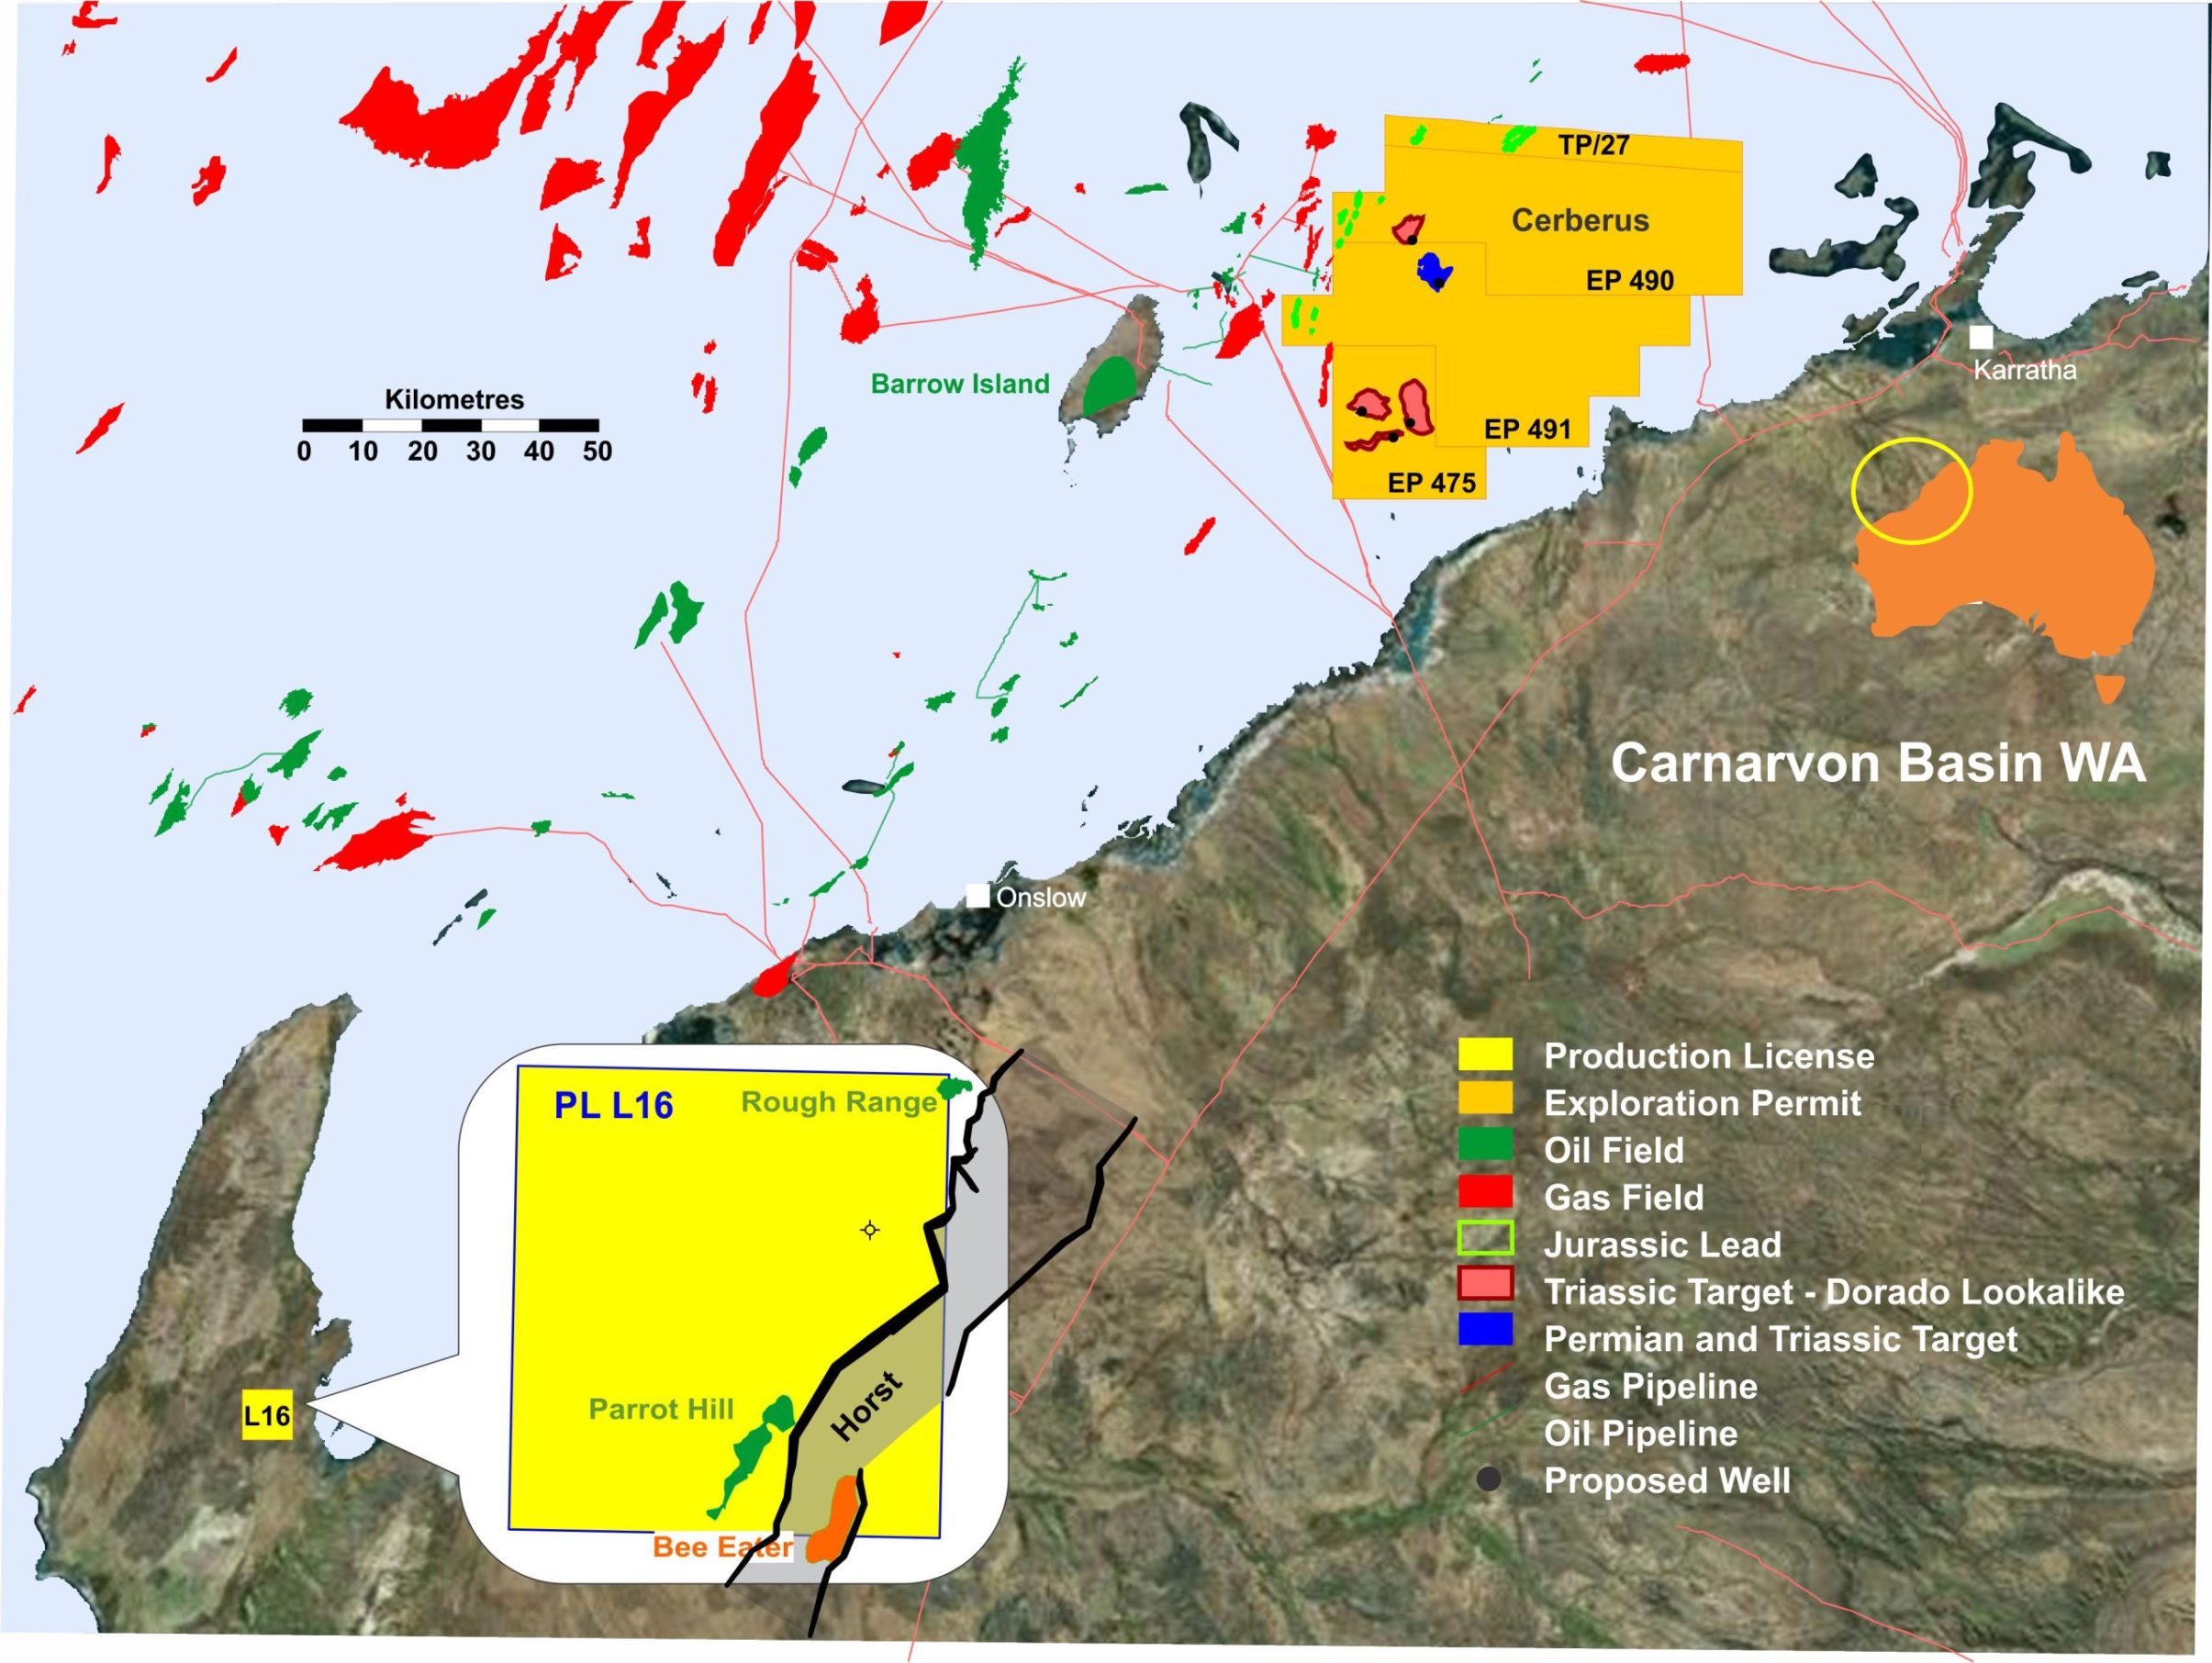 TP/27
Cerberus
EP 490
Karratha
Barrow Island
Kilometres
0 10 20 30 40 50
EP 491
EP 475
Carnarvon Basin WA
Onslow
PL L16
Rough Range
Parrot Hill
Horst
Bee Eater
L16
Production License
Exploration Permit
Oil Field
Gas Field
Jurassic Lead
Triassic Target - Dorado Lookalike
Permian and Triassic Target
Gas Pipeline
Oil Pipeline
Proposed Well